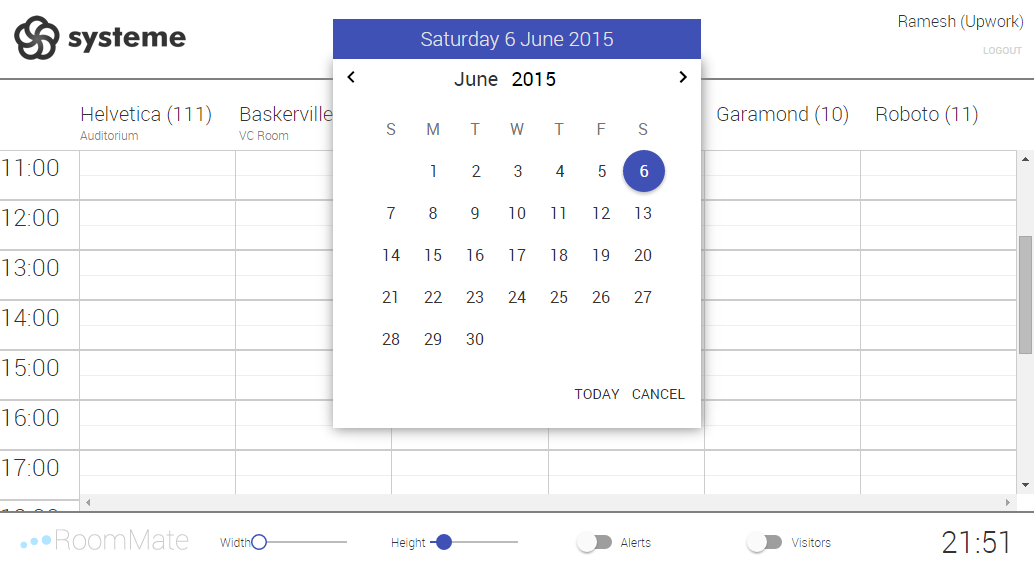 systeme
Ramesh (Upwork)
LOGOUT
Saturday 6 June 2015
June 2015
S M T W T F S
1 2 3 4 5 6
7 8 9 10 11 12 13
14 15 16 17 18 19 20
21 22 23 24 25 26 27
28 29 30
TODAY CANCEL
Helvetica (111)
Auditorium
Baskerville
VC Room
Garamond (10)
Roboto (11)
11:00
12:00
13:00
14:00
15:00
16:00
17:00
RoomMate
Width
Height
Alerts
Visitors
21:51